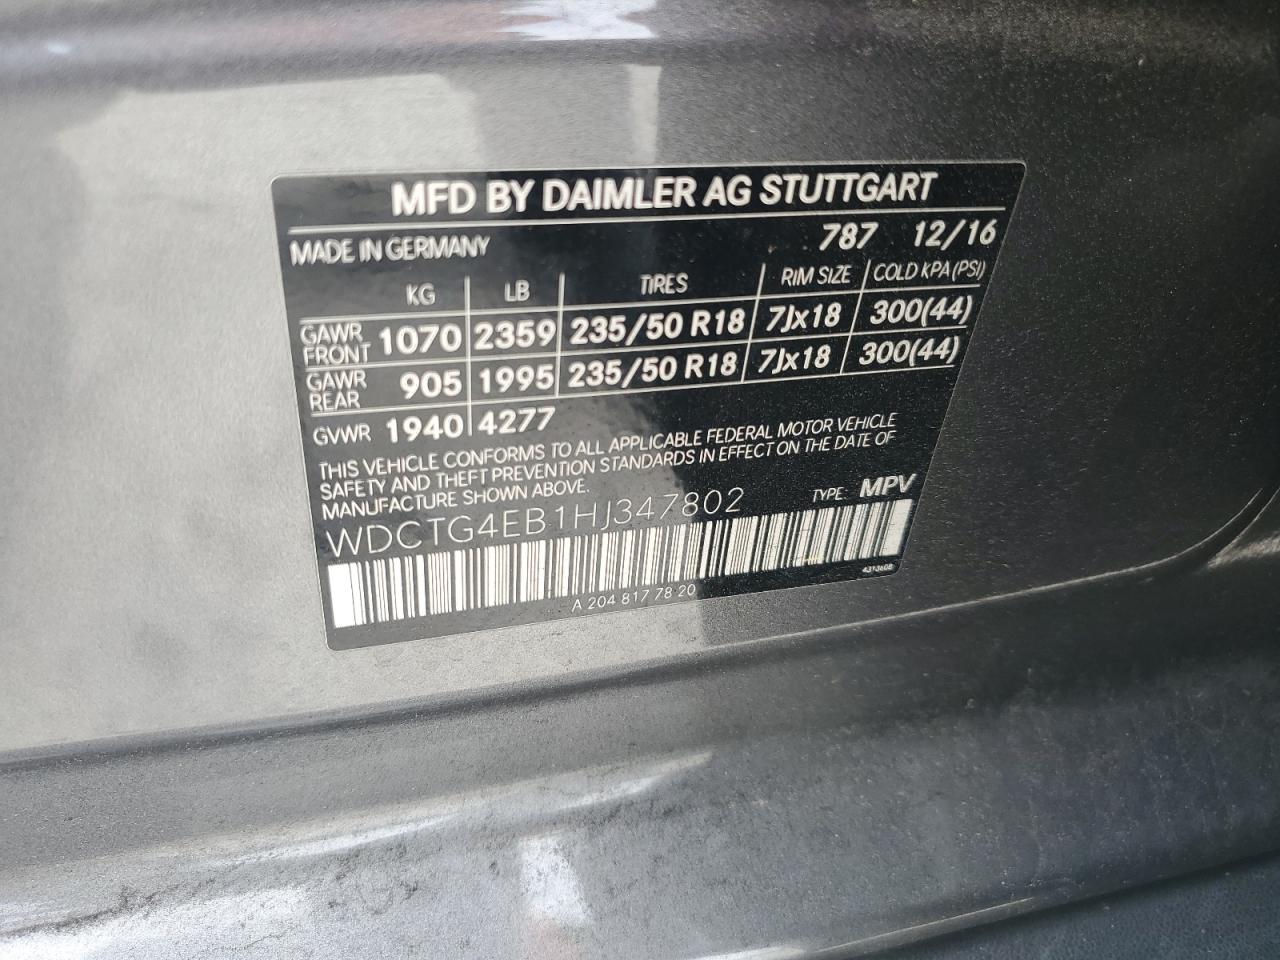 MFD BY DAIMLER AG STUTTGART
MADE IN GERMANY 787 12/16
KG LB TIRES RIM SIZE COLD KPA (PSI)
GAWR FRONT 1070 2359 235/50 R18 7Jx18 300(44)
GAWR REAR 905 1995 235/50 R18 7Jx18 300(44)
GVWR 1940 4277
THIS VEHICLE CONFORMS TO ALL APPLICABLE FEDERAL MOTOR VEHICLE
SAFETY AND THEFT PREVENTION STANDARDS IN EFFECT ON THE DATE OF
MANUFACTURE SHOWN ABOVE.
WDCTG4EB1HJ347802 TYPE: MPV
4313608
A 204 817 78 20